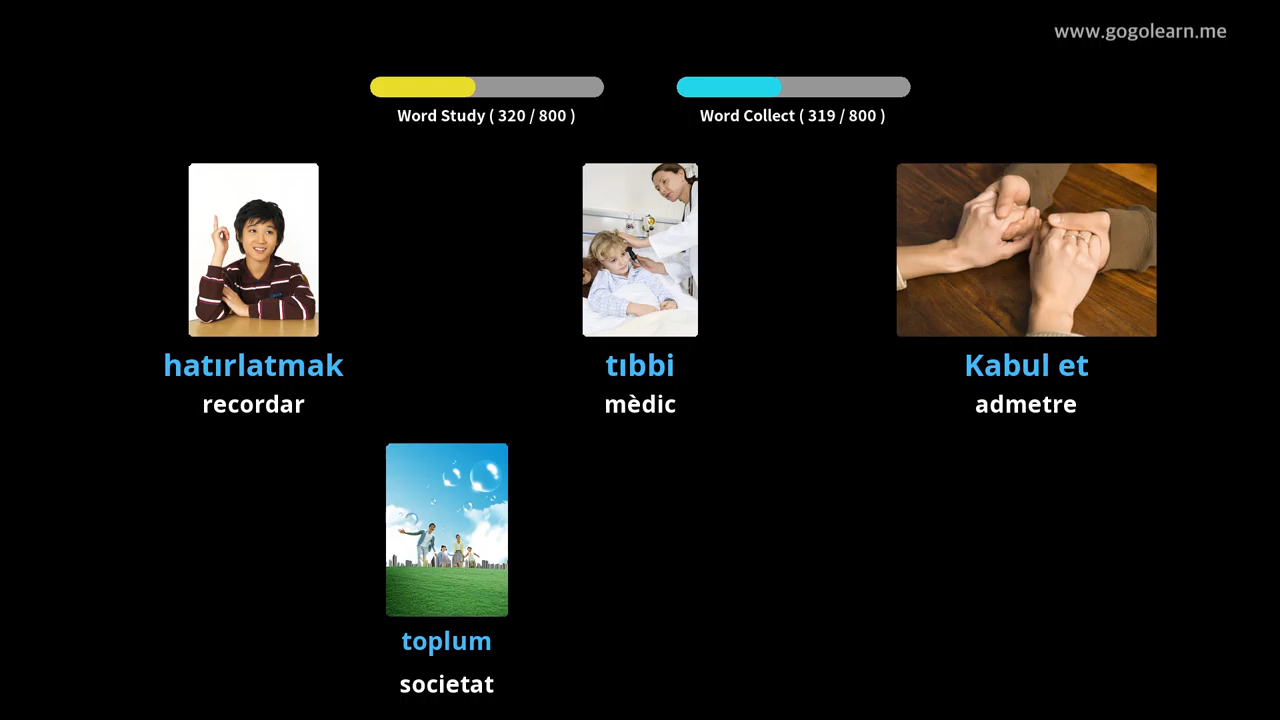 www.gogolearn.me
Word Study ( 320 / 800 )
Word Collect ( 319 / 800 )
hatırlatmak
recordar
tıbbi
mèdic
Kabul et
admetre
toplum
societat